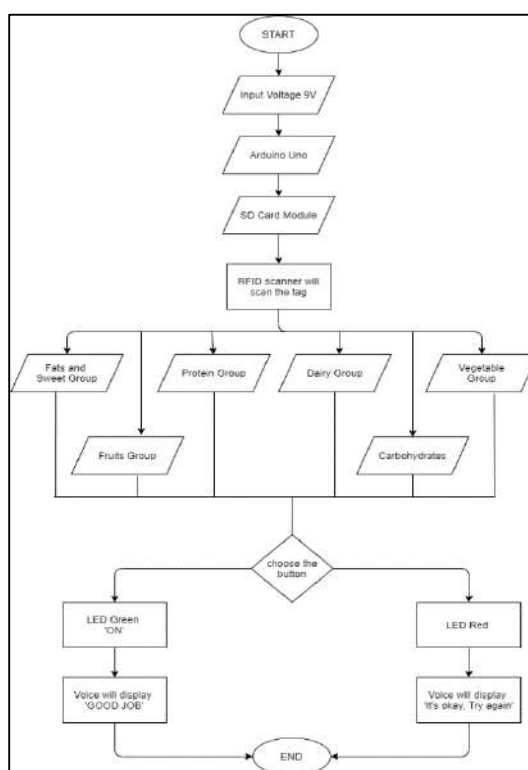 START
Input Voltage 9V
Arduino Uno
SD Card Module
RFID scanner will
scan the tag
Fats and
Sweet Group
Protein Group
Dairy Group
Vegetable
Group
Fruits Group
Carbohydrates
choose the
button
LED Green
'ON'
LED Red
Voice will display
'GOOD JOB'
Voice will display
'It's okay, Try again'
END